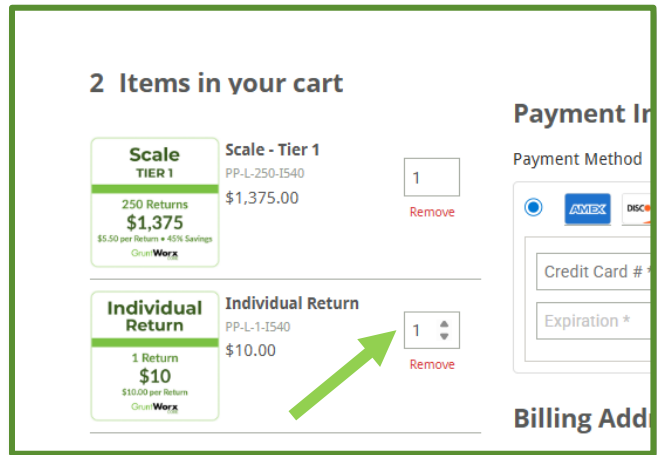 2 Items in your cart
Scale
TIER 1
250 Returns
$1,375
$5.50 per Return • 45% Savings
GruntWorx
Scale - Tier 1
PP-L-250-I540
$1,375.00
1
Remove
Individual
Return
1 Return
$10
$10.00 per Return
GruntWorx
Individual Return
PP-L-1-I540
$10.00
1
Remove
Payment
Payment Method
AMEX
DISC
Credit Card #
Expiration *
Billing Add